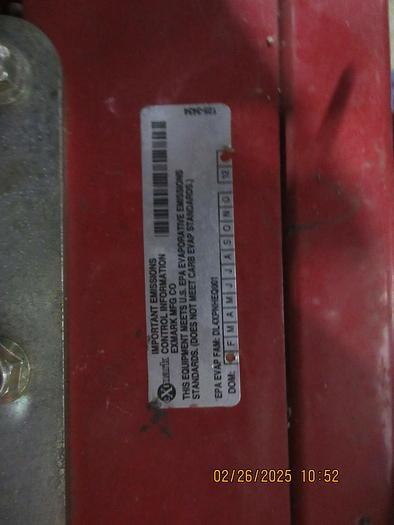 IMPORTANT EMISSIONS
CONTROL INFORMATION
EXMARK MFG CO
exmark
THIS EQUIPMENT MEETS U.S. EPA EVAPORATIVE EMISSIONS
STANDARDS. (DOES NOT MEET CARB EVAP STANDARDS.)
EPA EVAP FAM:
DOM: F M A M J J A S O N D 12
02/26/2025 10:52